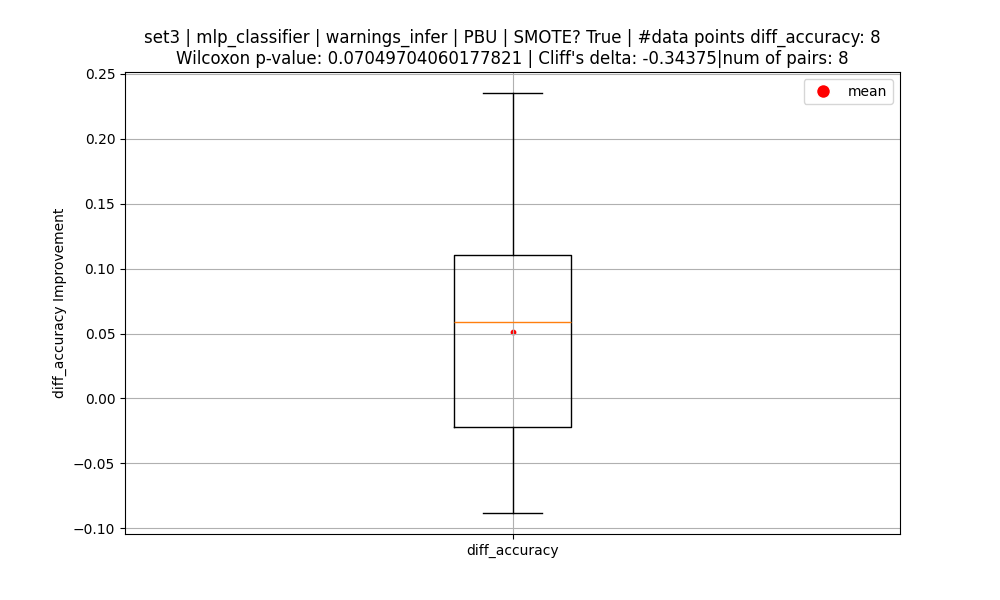 set3 | mlp_classifier | warnings_infer | PBU | SMOTE? True | #data points diff_accuracy: 8
Wilcoxon p-value: 0.07049704060177821 | Cliff's delta: -0.34375|num of pairs: 8
mean
0.25
0.20
0.15
0.10
0.05
0.00
−0.05
−0.10
diff_accuracy Improvement
diff_accuracy